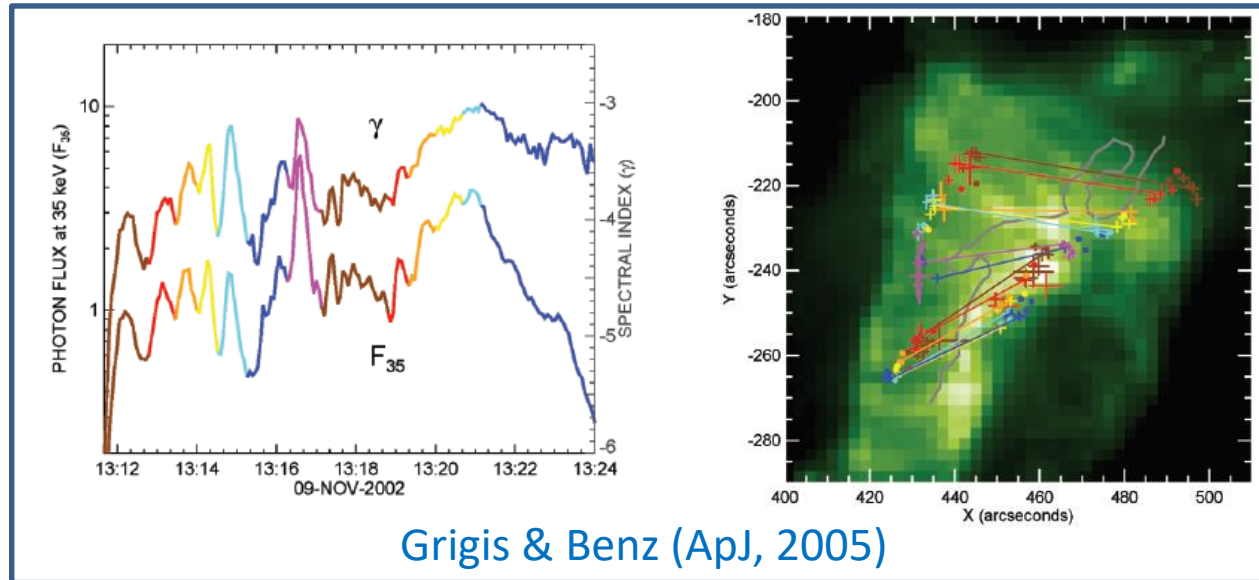 PHOTON FLUX at 35 keV (F₃₅)
10
1
γ
F₃₅
-3
-4
-5
-6
SPECTRAL INDEX (γ)
13:12 13:14 13:16 13:18 13:20 13:22 13:24
09-NOV-2002
-180
-200
-220
-240
-260
-280
Y (arcseconds)
400 420 440 460 480 500
X (arcseconds)
Grigis & Benz (ApJ, 2005)